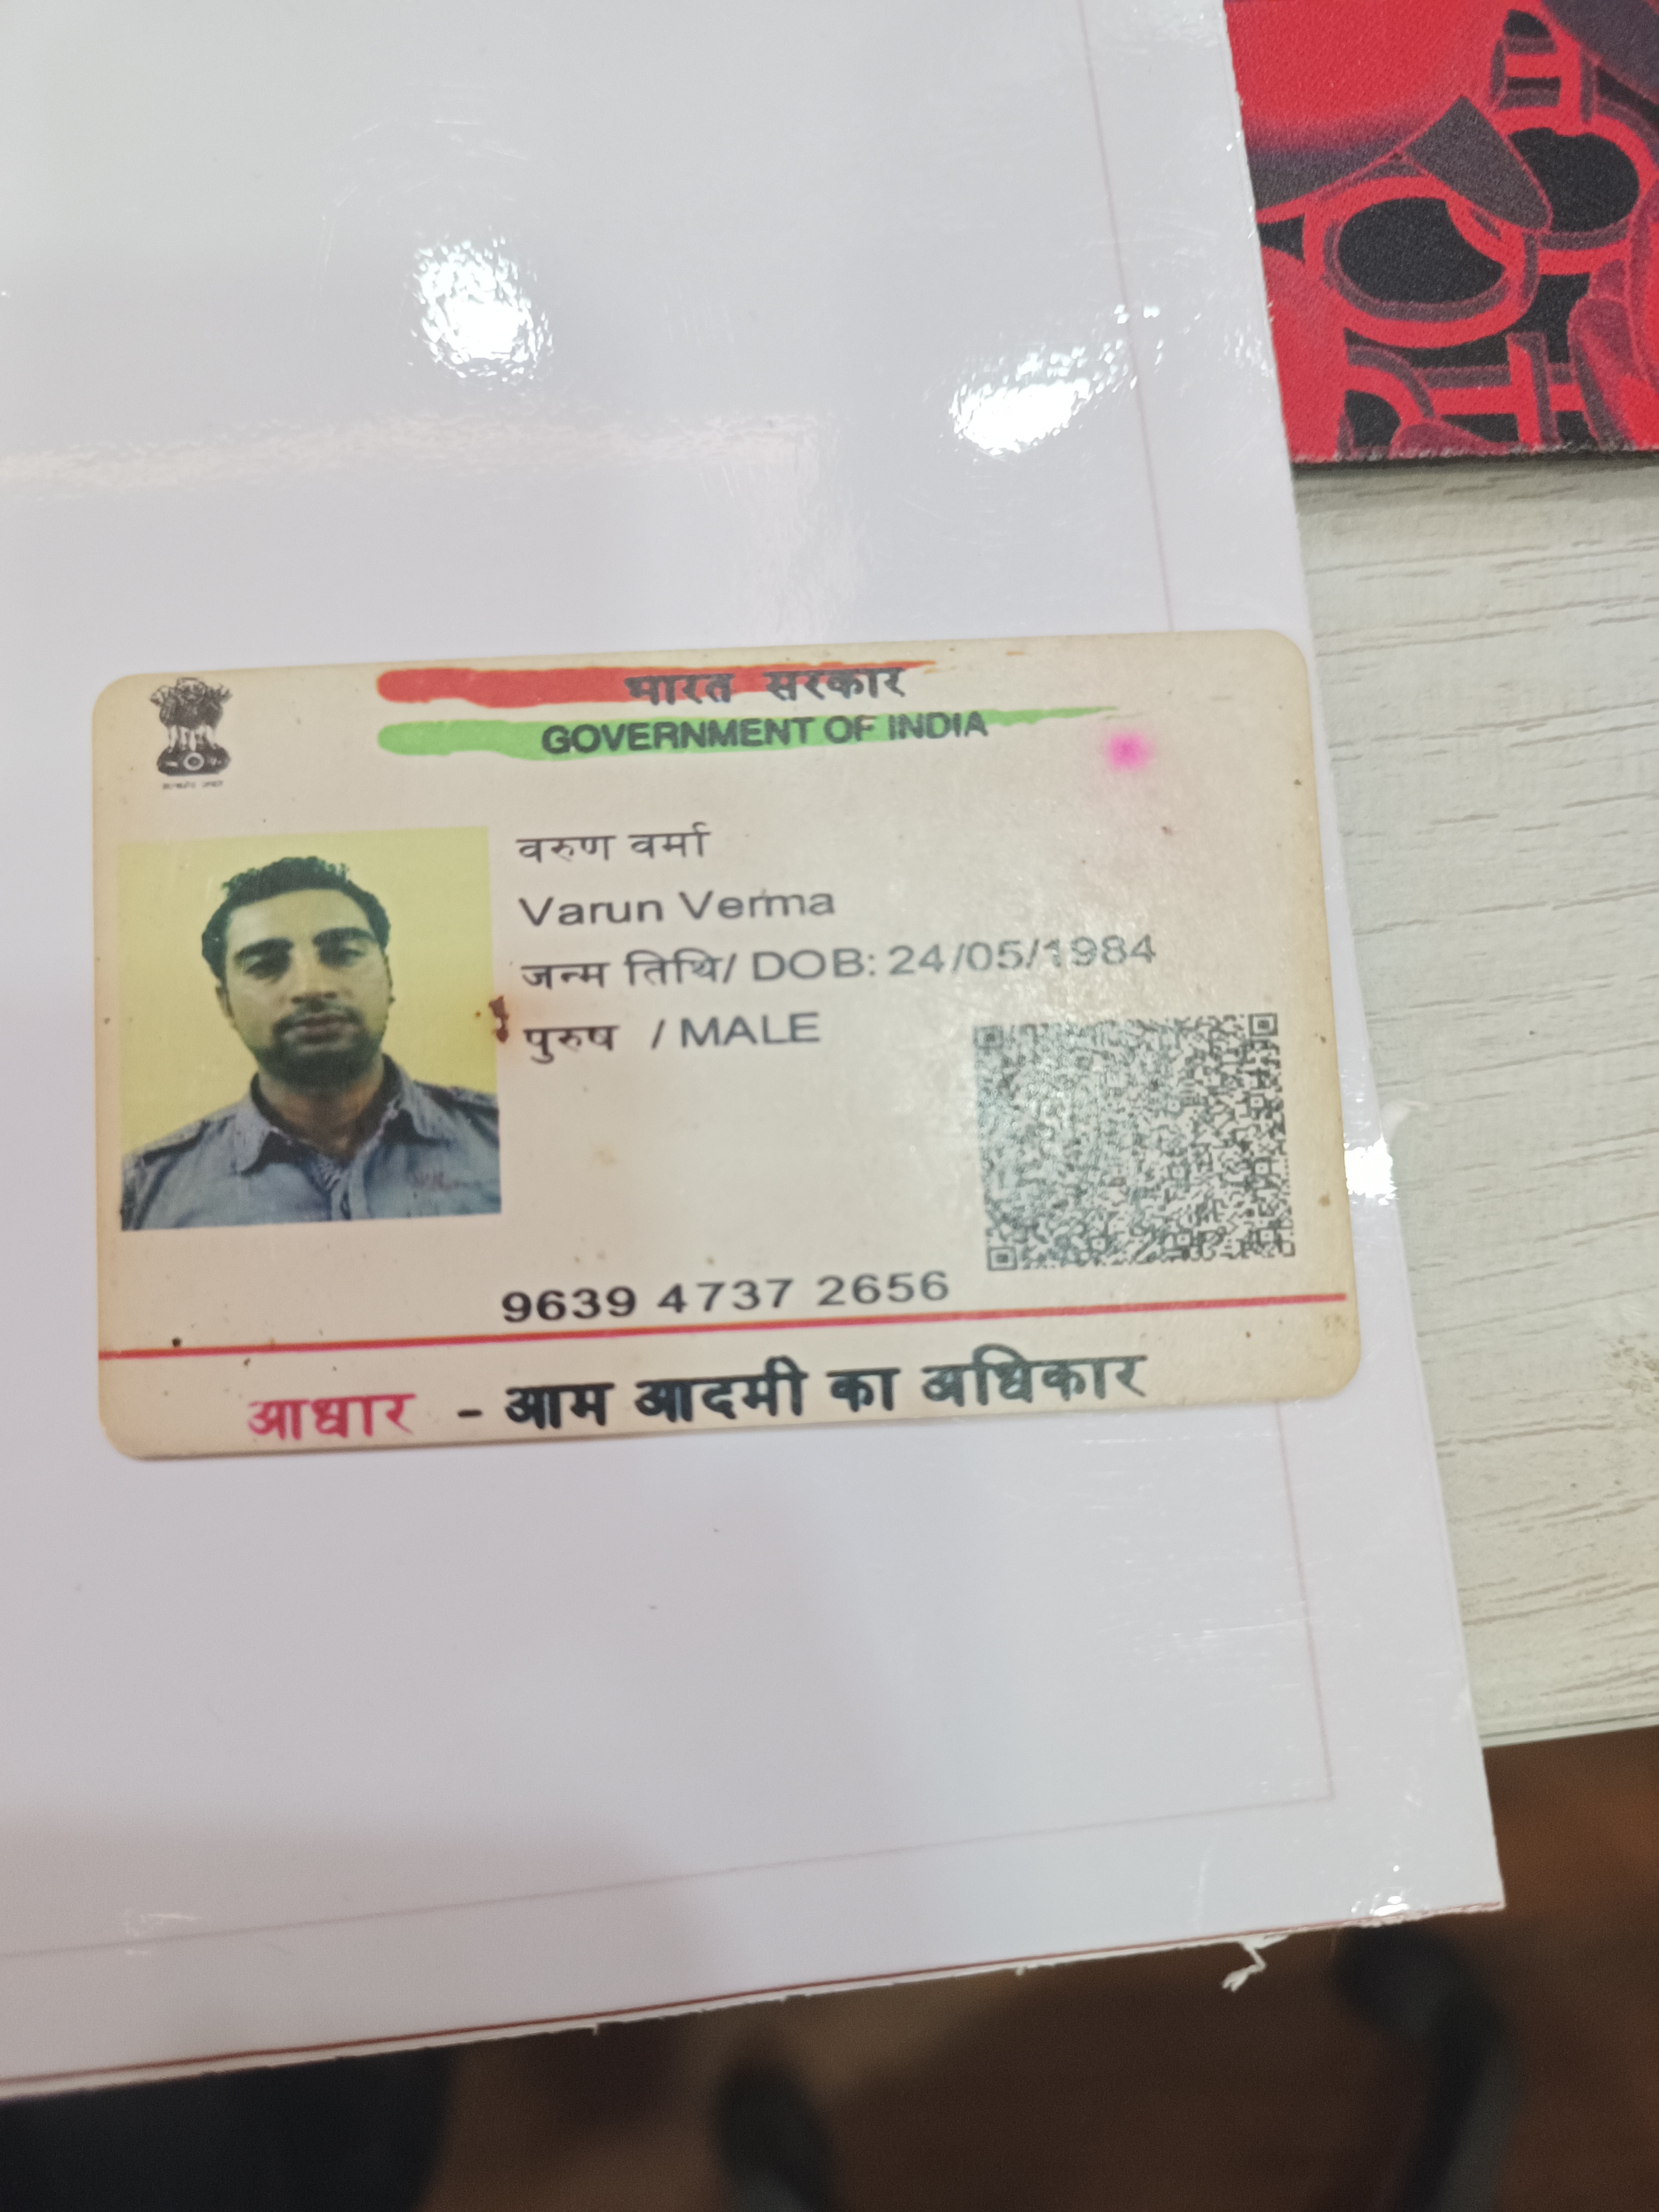 भारत सरकार
GOVERNMENT OF INDIA
वरुण वर्मा
Varun Verma
जन्म तिथि/ DOB: 24/05/1984
पुरुष / MALE
9639 4737 2656
आधार - आम आदमी का अधिकार